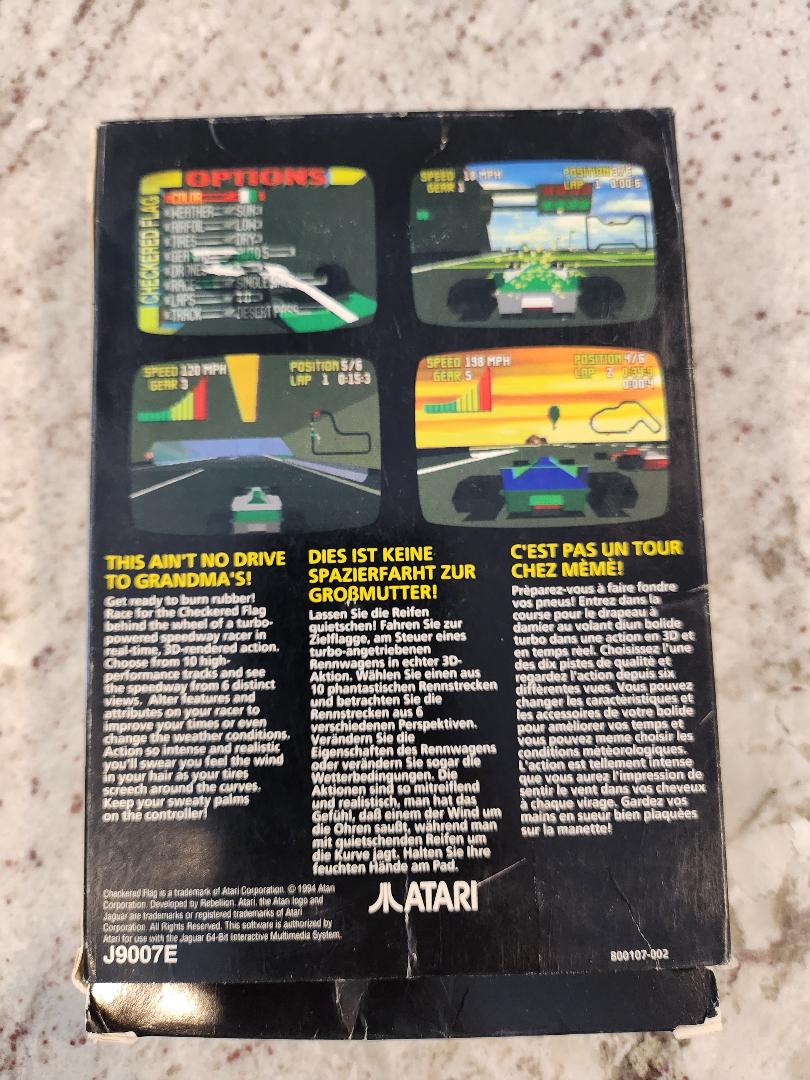 OPTIONS
CHECKERED FLAG
COLOR
*WEATHER SUN>
*AIRFOIL LOW>
*TIRES DRY>
*RACE SINGLE
*LAPS 10
*TRACK DESERT PASS
SPEED 18 MPH
GEAR 1
LAP 1 0:00:6
SPEED 120 MPH
GEAR 3
POSITION 5/6
LAP 1 0:15:3
SPEED 198 MPH
GEAR 5
POSITION 4/6
LAP 2
THIS AIN'T NO DRIVE
TO GRANDMA'S!
Get ready to burn rubber!
Race for the Checkered Flag
behind the wheel of a turbo-
powered speedway racer in
real-time, 3D-rendered action.
Choose from 10 high-
performance tracks and see
the speedway from 6 distinct
views. Alter features and
attributes on your racer to
improve your times or even
change the weather conditions.
Action so intense and realistic
you'll swear you feel the wind
in your hair as your tires
screech around the curves.
Keep your sweaty palms
on the controller!
DIES IST KEINE
SPAZIERFARHT ZUR
GROßMUTTER!
Lassen Sie die Reifen
quietschen! Fahren Sie zur
Zielflagge, am Steuer eines
turbo-angetriebenen
Rennwagens in echter 3D-
Aktion. Wählen Sie einen aus
10 phantastischen Rennstrecken
und betrachten Sie die
Rennstrecken aus 6
verschiedenen Perspektiven.
Verändern Sie de
Eigenschaften des Rennwagens
oder verändern Sie sogar die
Wetterbedingungen. Die
Aktionen sind so mitreißend
und realistisch, man hat das
Gefühl, daß einem der Wind um
die Ohren saußt, während man
mit quietschenden Reifen um
die Kurve jagt. Halten Sie Ihre
feuchten Hände am Pad.
C'EST PAS UN TOUR
CHEZ MÈMÈ!
Prèparez-vous à faire fondre
vos pneus! Entrez dans la
course pour le drapeau à
damier au volant diun bolide
turbo dans une action en 3D et
en temps réel. Choisissez l'une
des dix pistes de qualité et
regardez l'action depuis six
différentes vues. Vous pouvez
changer les caractéristiques et
les accessoires de votre bolide
pour améliorer vos temps et
vous pouvez meme choisir les
conditions mètèorologiques.
L'action est tellement intense
que vous aurez l'impression de
sentir le vent dans vos cheveux
à chaque virage. Gardez vos
mains en sueur bien plaquées
sur la manette!
Checkered Flag is a trademark of Atari Corporation. © 1994 Atari
Corporation. Developed by Rebellion. Atari, the Atari logo and
Jaguar are trademarks or registered trademarks of Atari
Corporation. All Rights Reserved. This software is authorized by
Atari for use with the Jaguar 64-Bit Interactive Multimedia System.
ATARI
J9007E
800107-002